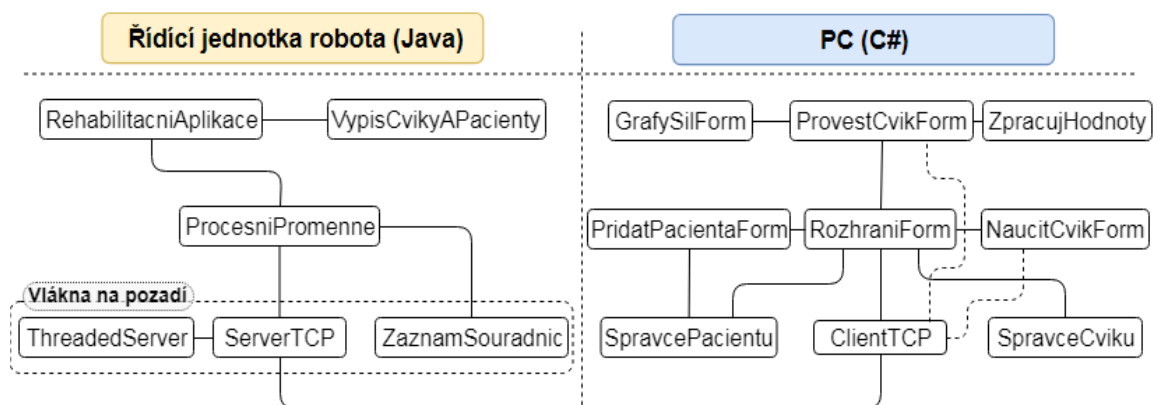 Řídící jednotka robota (Java)
PC (C#)
RehabilitacniAplikace
VypisCvikyAPacienty
GrafySilForm
ProvestCvikForm
ZpracujHodnoty
ProcesniPromenne
PridatPacientaForm
RozhraniForm
NaucitCvikForm
Vlákna na pozadí
ThreadedServer
ServerTCP
ZaznamSouradnic
SpravcePacientu
ClientTCP
SpravceCviku